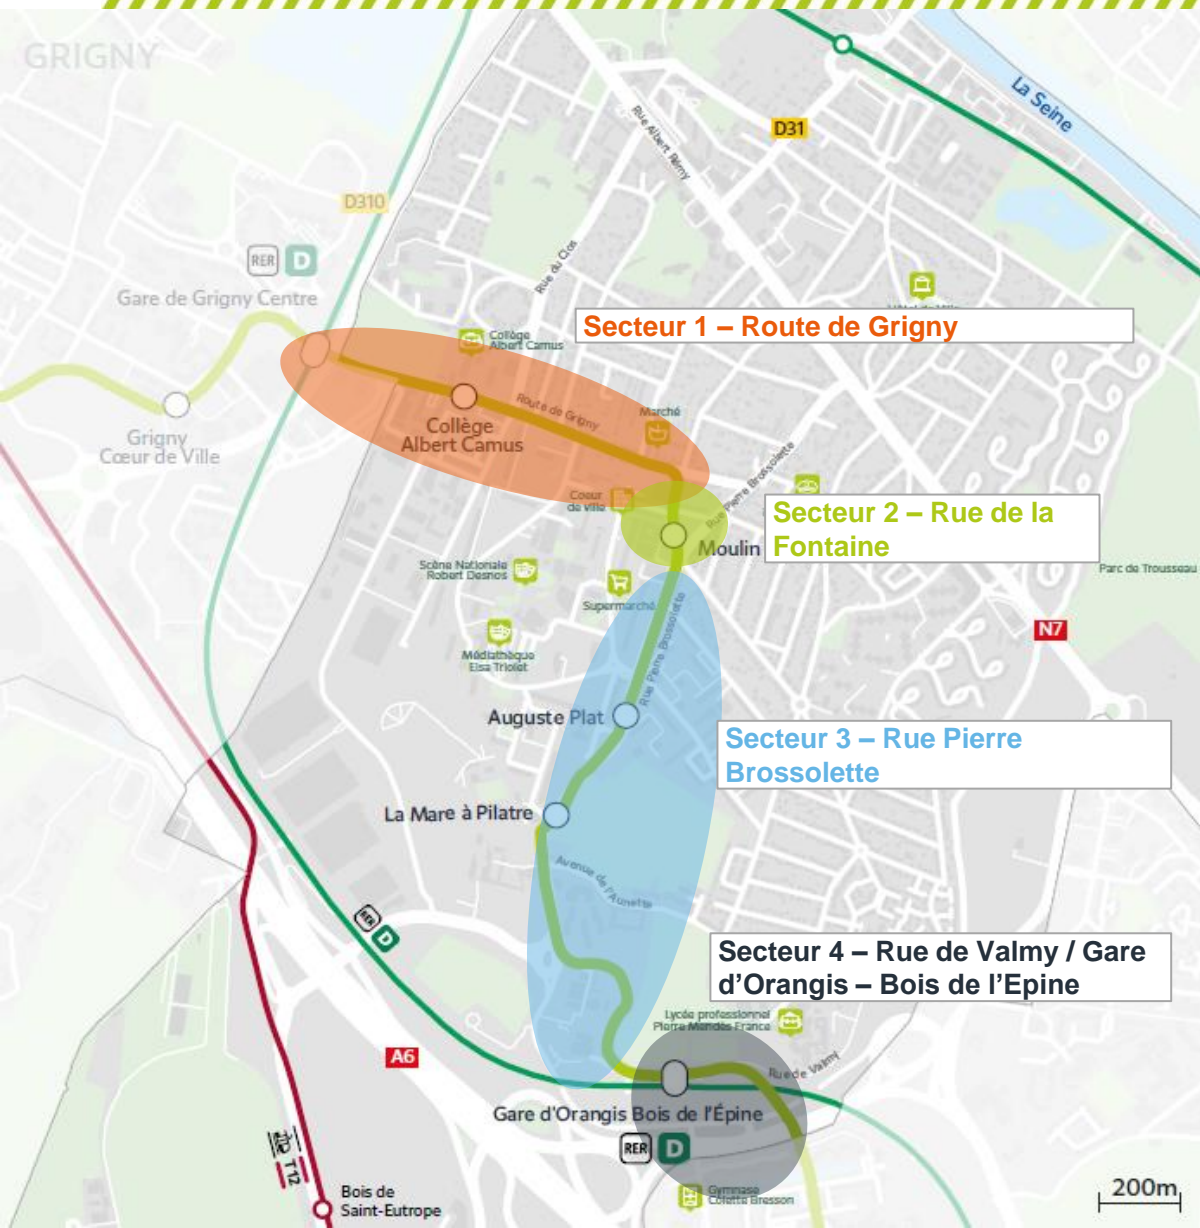 GRIGNY
La Seine
Rue Albert Rémy
D31
D310
RER D
Rue du Clos
Gare de Grigny Centre
Secteur 1 – Route de Grigny
Collège
Albert Camus
Route de Grigny
Marché
Collège
Albert Camus
Grigny
Cœur de Ville
Rue Pierre Brossolette
Coeur
de ville
Secteur 2 – Rue de la
Fontaine
Moulin
Scène Nationale
Robert Desnos
Parc de Trousseau
Supermarché
Rue Pierre Brossolette
N7
Médiathèque
Elsa Triolet
Auguste Plat
Secteur 3 – Rue Pierre
Brossolette
La Mare à Pilatre
Avenue de l'Aunette
RER D
Secteur 4 – Rue de Valmy / Gare
d'Orangis – Bois de l'Epine
Lycée professionnel
Pierre Mendès France
A6
Rue de Valmy
Gare d'Orangis Bois de l'Épine
RER D
T12
Bois de
Saint-Eutrope
Gymnase
Colette Bresson
200m